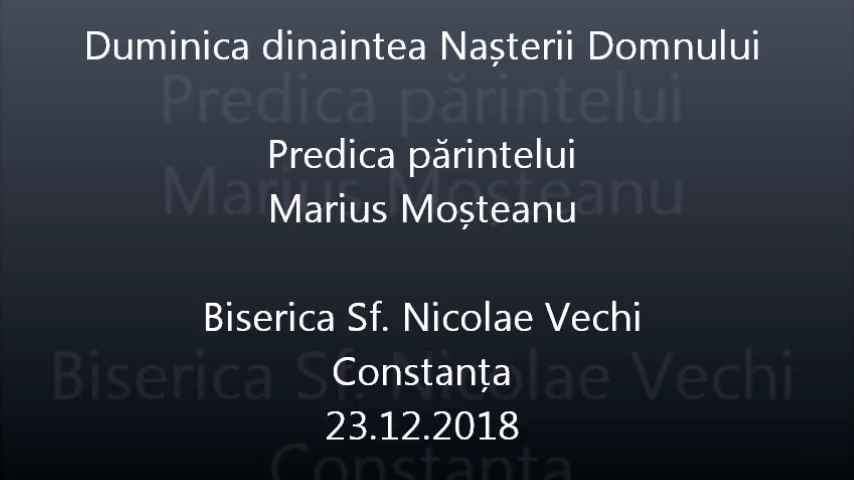 Duminica dinaintea Nașterii Domnului
Predica părintelui
Marius Moșteanu
Biserica Sf. Nicolae Vechi
Constanța
23.12.2018